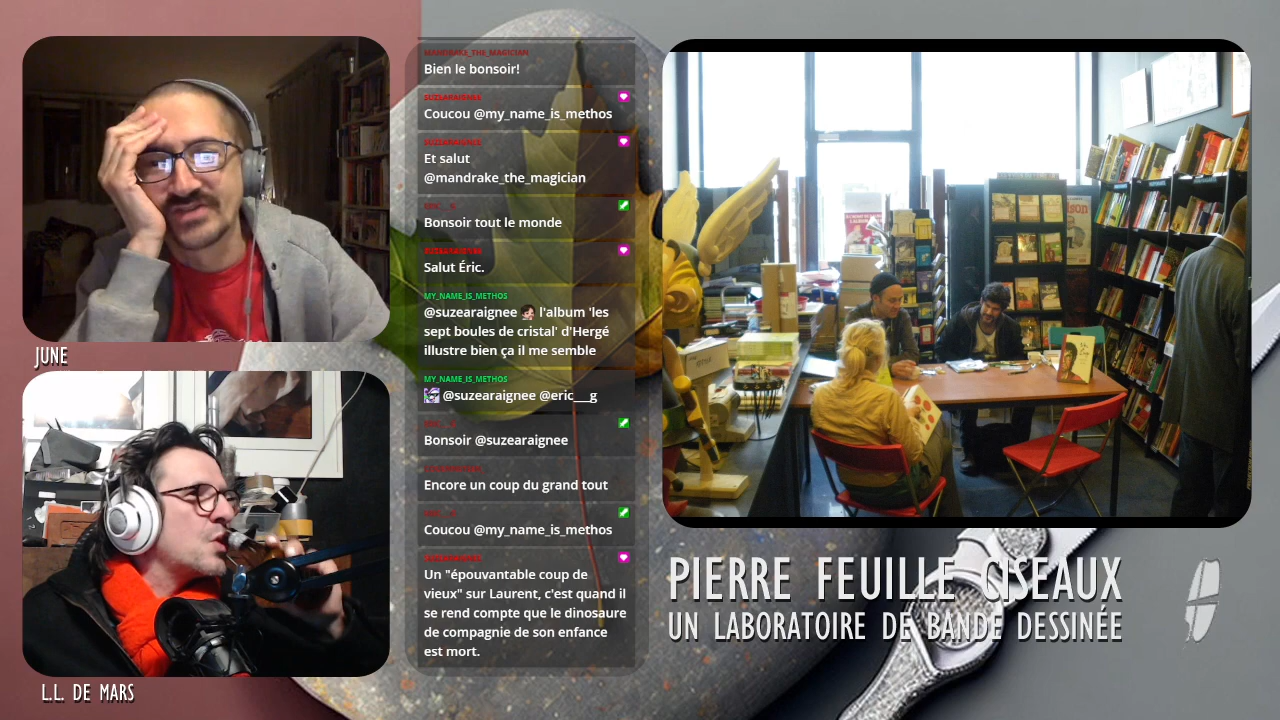 JUNE
L.L. DE MARS
MANDRAKE_THE_MAGICIAN
Bien le bonsoir!
SUZEARAIGNEE
Coucou @my_name_is_methos
SUZEARAIGNEE
Et salut
@mandrake_the_magician
Bonsoir tout le monde
SUZEARAIGNEE
Salut Éric.
MY_NAME_IS_METHOS
@suzearaignee l'album 'les
sept boules de cristal' d'Hergé
illustre bien ça il me semble
MY_NAME_IS_METHOS
@suzearaignee @eric___g
Bonsoir @suzearaignee
Encore un coup du grand tout
Coucou @my_name_is_methos
SUZEARAIGNEE
Un "épouvantable coup de
vieux" sur Laurent, c'est quand il
se rend compte que le dinosaure
de compagnie de son enfance
est mort.
PIERRE FEUILLE CISEAUX
UN LABORATOIRE DE BANDE DESSINÉE